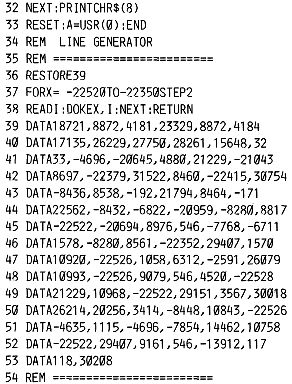 32 NEXT:PRINTCHR$(8)
33 RESET:A=USR(0):END
34 REM  LINE GENERATOR
35 REM ======================
36 RESTORE39
37 FORX= -22520TO-22350STEP2
38 READI:DOKEX,I:NEXT:RETURN
39 DATA18721,8872,4181,23329,8872,4184
40 DATA17135,26229,27750,28261,15648,32
41 DATA33,-4696,-20645,4880,21229,-21043
42 DATA8697,-22379,31522,8460,-22415,30754
43 DATA-8436,8538,-192,21794,8464,-171
44 DATA22562,-8432,-6822,-20959,-8280,8817
45 DATA-22522,-20694,8976,546,-7768,-6711
46 DATA1578,-8280,8561,-22352,29407,1570
47 DATA10920,-22526,1058,6312,-2591,26079
48 DATA10993,-22526,9079,546,4520,-22528
49 DATA21229,10968,-22522,29151,3567,30018
50 DATA26214,20256,3414,-8448,10843,-22526
51 DATA-4635,1115,-4696,-7854,14462,10758
52 DATA-22522,29407,9161,546,-13912,117
53 DATA118,30208
54 REM ======================